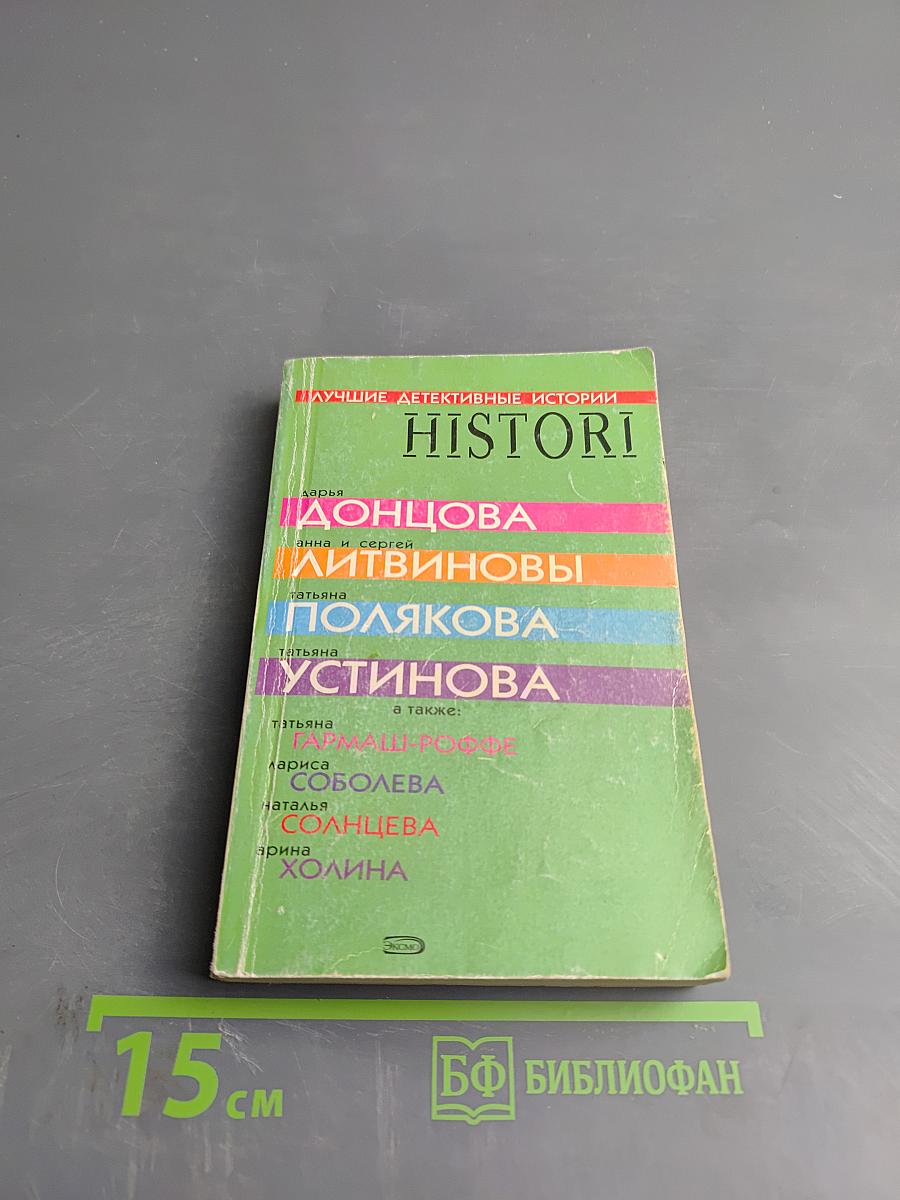 ЛУЧШИЕ ДЕТЕКТИВНЫЕ ИСТОРИИ
HISTORI
дарья
ДОНЦОВА
анна и сергей
ЛИТВИНОВЫ
татьяна
ПОЛЯКОВА
татьяна
УСТИНОВА
а также:
татьяна
ГАРМАШ-РОФФЕ
лариса
СОБОЛЕВА
наталья
СОЛНЦЕВА
арина
ХОЛИНА
ЭКСМО
15 см
БФ БИБЛИОФАН